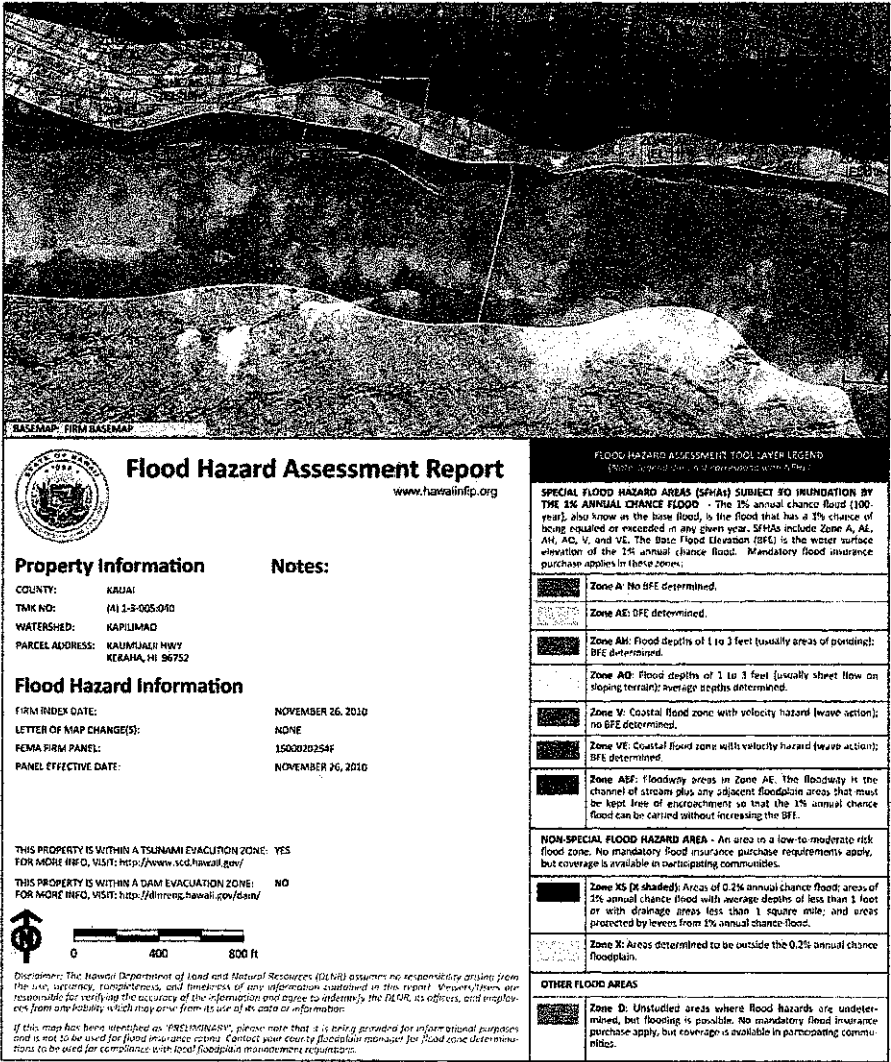 BASEMAP: FIRM BASEMAP
Flood Hazard Assessment Report
www.hawaiinfip.org
Property Information Notes:
COUNTY: KAUAI
TMK NO: (4) 1-3-005:040
WATERSHED: KAPILIMAO
PARCEL ADDRESS: KAUMUALII HWY
KEKAHA, HI 96752
Flood Hazard Information
FIRM INDEX DATE: NOVEMBER 26, 2010
LETTER OF MAP CHANGE(S): NONE
FEMA FIRM PANEL: 1500020254F
PANEL EFFECTIVE DATE: NOVEMBER 26, 2010
THIS PROPERTY IS WITHIN A TSUNAMI EVACUTION ZONE: YES
FOR MORE INFO, VISIT: http://www.scd.hawaii.gov/
THIS PROPERTY IS WITHIN A DAM EVACUATION ZONE: NO
FOR MORE INFO, VISIT: http://dlnreng.hawaii.gov/dam/
0 400 800 ft
Disclaimer: The Hawaii Department of Land and Natural Resources (DLNR) assumes no responsibility arising from
the use, accuracy, completeness, and timeliness of any information contained in this report. Viewers/Users are
responsible for verifying the accuracy of the information and agree to indemnify the DLNR, its officers, and employ-
ees from any liability which may arise from its use of its data or information.
If this map has been identified as 'PRELIMINARY', please note that it is being provided for informational purposes
and is not to be used for flood insurance rating. Contact your county floodplain manager for flood zone determina-
tions to be used for compliance with local floodplain management regulations.
FLOOD HAZARD ASSESSMENT TOOL LAYER LEGEND
SPECIAL FLOOD HAZARD AREAS (SFHAs) SUBJECT TO INUNDATION BY
THE 1% ANNUAL CHANCE FLOOD - The 1% annual chance flood (100-
year), also know as the base flood, is the flood that has a 1% chance of
being equaled or exceeded in any given year. SFHAs include Zone A, AE,
AH, AO, V, and VE. The Base Flood Elevation (BFE) is the water surface
elevation of the 1% annual chance flood. Mandatory flood insurance
purchase applies in these zones:
Zone A: No BFE determined.
Zone AE: BFE determined.
Zone AH: Flood depths of 1 to 3 feet (usually areas of ponding);
BFE determined.
Zone AO: Flood depths of 1 to 3 feet (usually sheet flow on
sloping terrain); average depths determined.
Zone V: Coastal flood zone with velocity hazard (wave action);
no BFE determined.
Zone VE: Coastal flood zone with velocity hazard (wave action);
BFE determined.
Zone AEF: Floodway areas in Zone AE. The floodway is the
channel of stream plus any adjacent floodplain areas that must
be kept free of encroachment so that the 1% annual chance
flood can be carried without increasing the BFE.
NON-SPECIAL FLOOD HAZARD AREA - An area in a low-to-moderate risk
flood zone. No mandatory flood insurance purchase requirements apply,
but coverage is available in participating communities.
Zone XS (X shaded): Areas of 0.2% annual chance flood; areas of
1% annual chance flood with average depths of less than 1 foot
or with drainage areas less than 1 square mile; and areas
protected by levees from 1% annual chance flood.
Zone X: Areas determined to be outside the 0.2% annual chance
floodplain.
OTHER FLOOD AREAS
Zone D: Unstudied areas where flood hazards are undeter-
mined, but flooding is possible. No mandatory flood insurance
purchase apply, but coverage is available in participating commu-
nities.